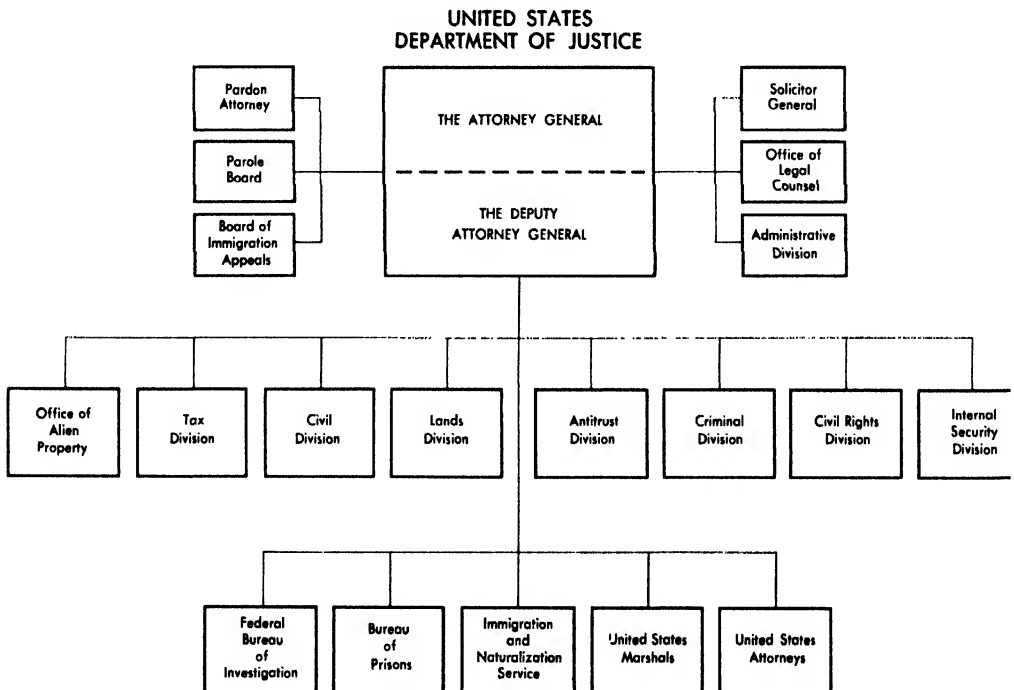 UNITED STATES
DEPARTMENT OF JUSTICE
Pardon
Attorney
Parole
Board
Board of
Immigration
Appeals
THE ATTORNEY GENERAL
THE DEPUTY
ATTORNEY GENERAL
Solicitor
General
Office of
Legal
Counsel
Administrative
Division
Office of
Alien
Property
Tax
Division
Civil
Division
Lands
Division
Antitrust
Division
Criminal
Division
Civil Rights
Division
Internal
Security
Division
Federal
Bureau
of
Investigation
Bureau
of
Prisons
Immigration
and
Naturalization
Service
United States
Marshals
United States
Attorneys